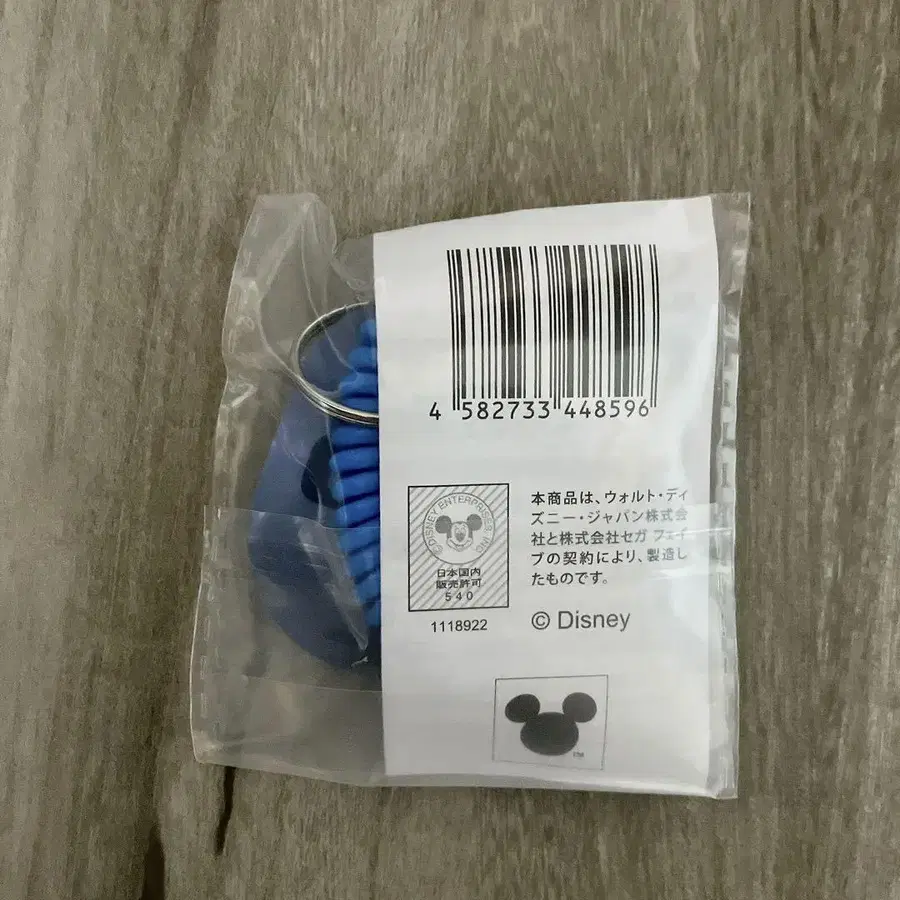 4 582733 448596
© DISNEY ENTERPRISES, INC.
日本国内
販売許可
540
1118922
本商品は、ウォルト・ディ
ズニー・ジャパン株式会
社と株式会社セガ フェイ
ブの契約により、製造し
たものです。
© Disney
TM